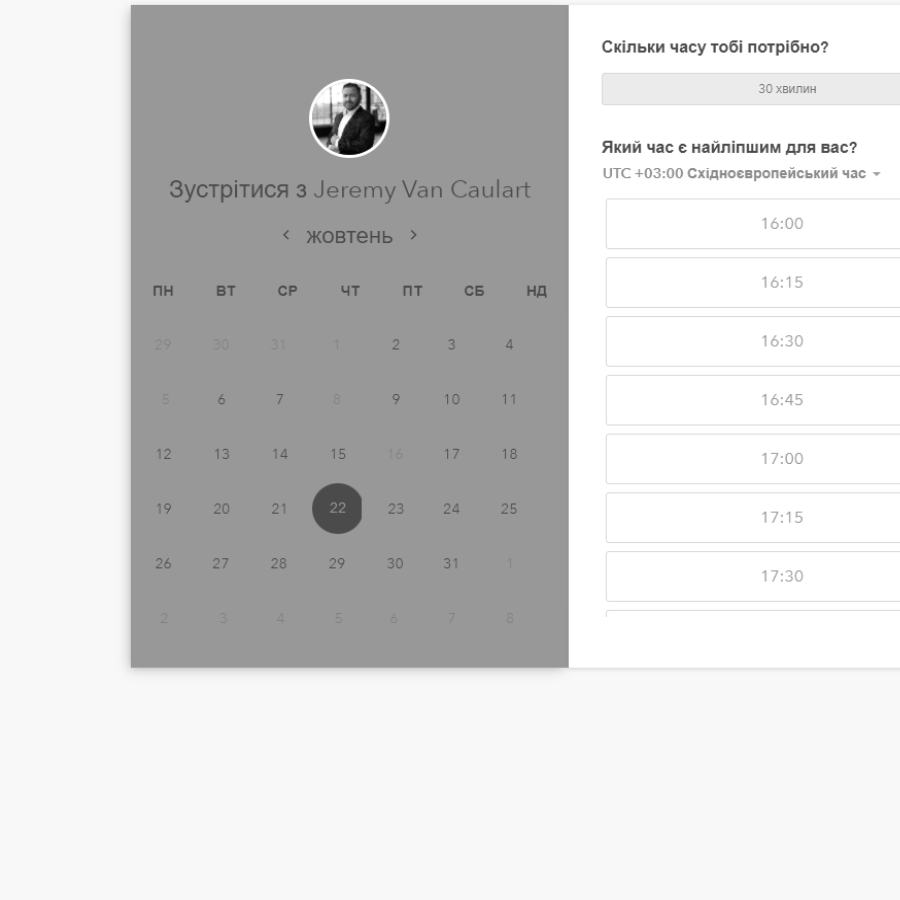 Зустрітися з Jeremy Van Caulart
жовтень
ПН ВТ СР ЧТ ПТ СБ НД
29 30 31 1 2 3 4
5 6 7 8 9 10 11
12 13 14 15 16 17 18
19 20 21 22 23 24 25
26 27 28 29 30 31 1
2 3 4 5 6 7 8
Скільки часу тобі потрібно?
30 хвилин
Який час є найліпшим для вас?
UTC +03:00 Східноєвропейський час
16:00
16:15
16:30
16:45
17:00
17:15
17:30